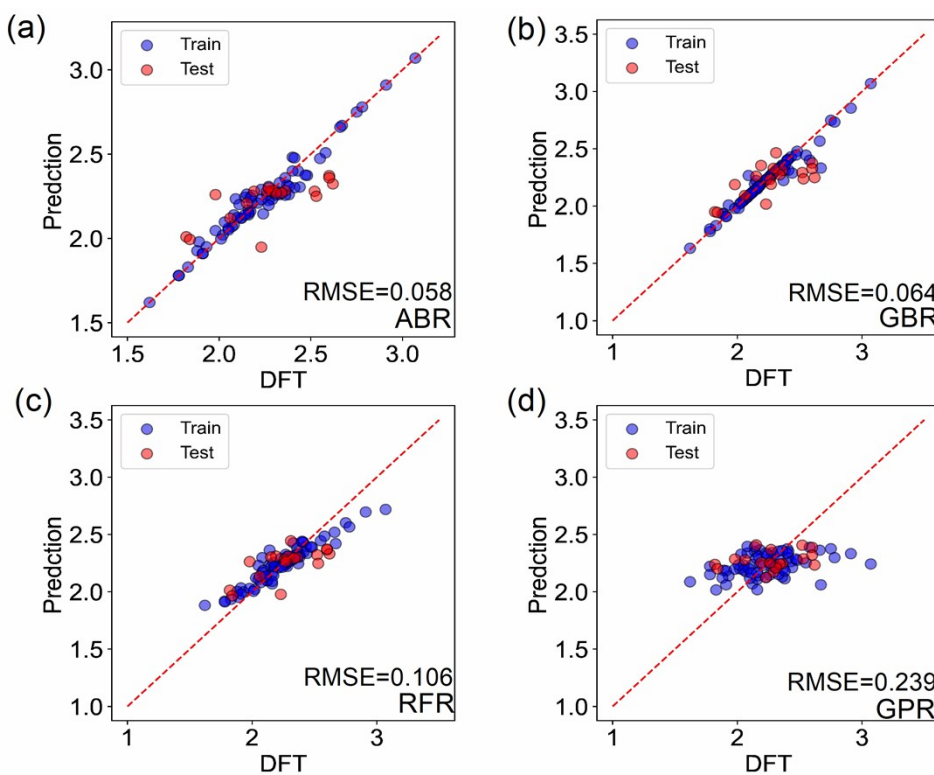 (a)
Train
Test
3.0
2.5
2.0
1.5
Prediction
1.5 2.0 2.5 3.0
DFT
RMSE=0.058
ABR
(b)
Train
Test
3.5
3.0
2.5
2.0
1.5
1.0
Prediction
1 2 3
DFT
RMSE=0.064
GBR
(c)
Train
Test
3.5
3.0
2.5
2.0
1.5
1.0
Predction
1 2 3
DFT
RMSE=0.106
RFR
(d)
Train
Test
3.5
3.0
2.5
2.0
1.5
1.0
Predction
1 2 3
DFT
RMSE=0.239
GPR